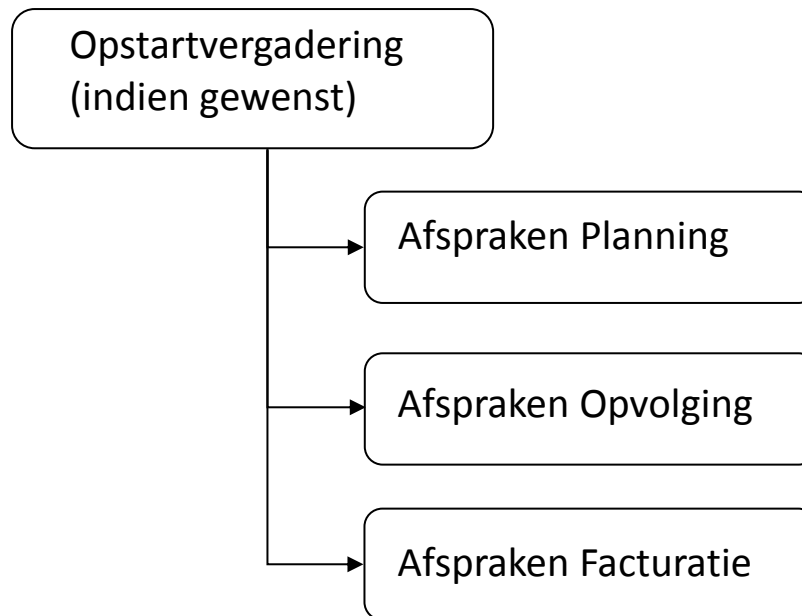 Opstartvergadering
(indien gewenst)
Afspraken Planning
Afspraken Opvolging
Afspraken Facturatie